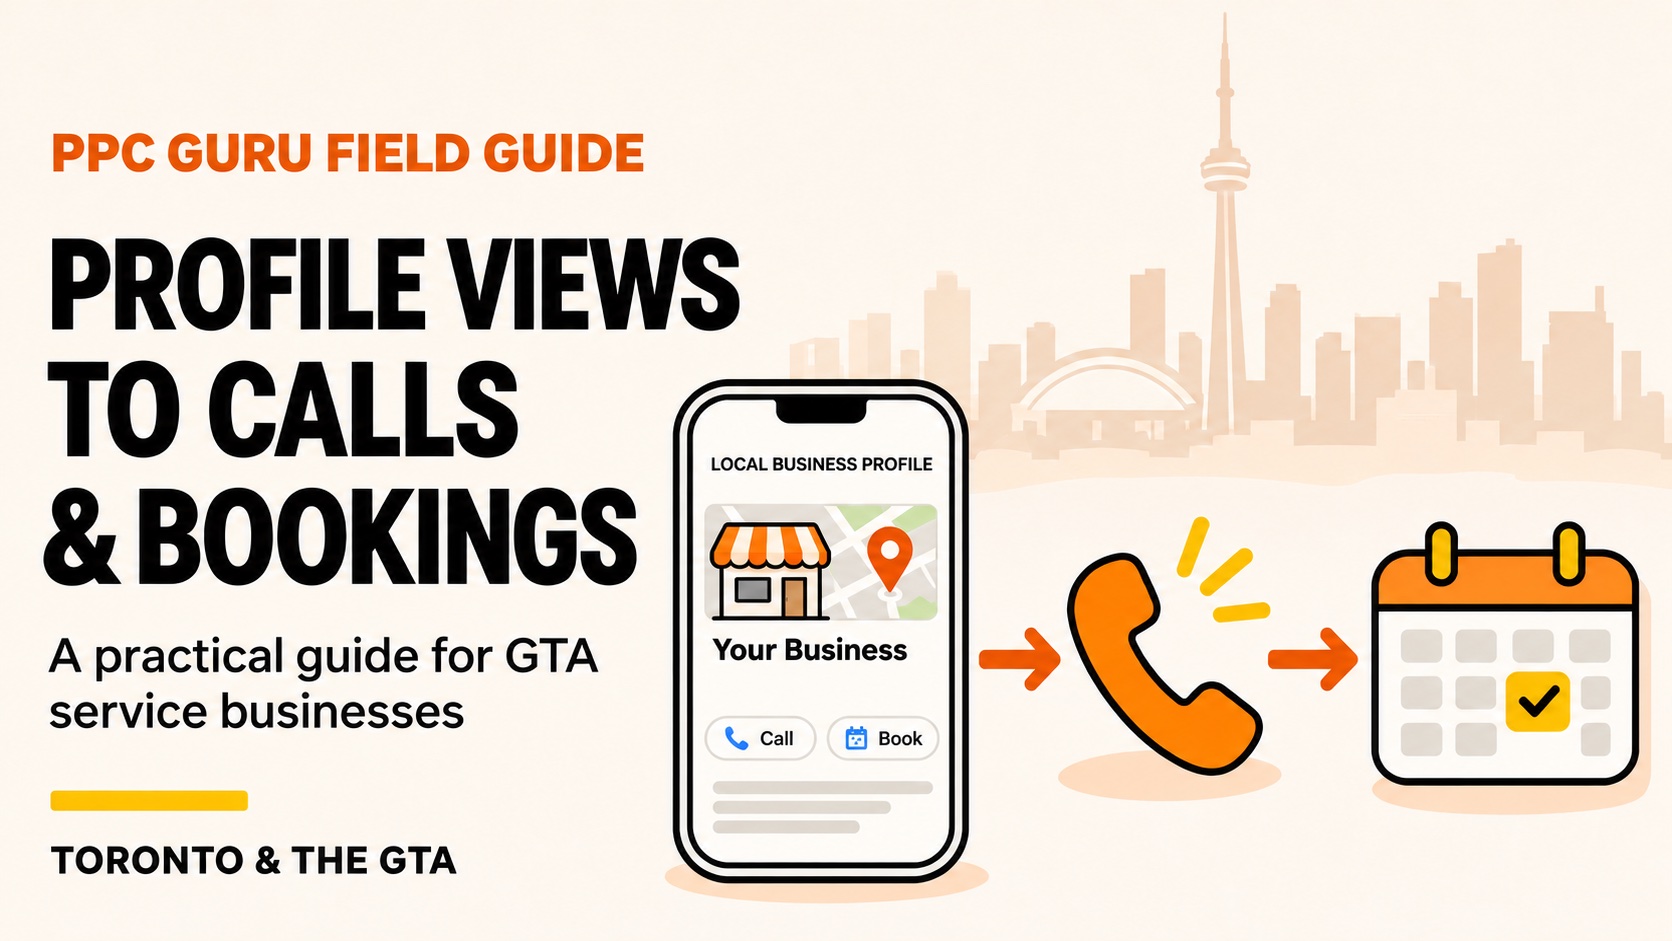 PPC GURU FIELD GUIDE
PROFILE VIEWS
TO CALLS
& BOOKINGS
A practical guide for GTA
service businesses
TORONTO & THE GTA
LOCAL BUSINESS PROFILE
Your Business
Call
Book